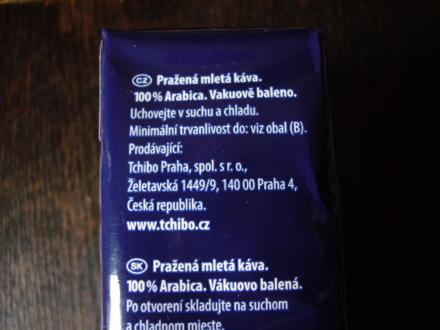 CZ Pražená mletá káva.
100% Arabica. Vakuově baleno.
Uchovejte v suchu a chladu.
Minimální trvanlivost do: viz obal (B).
Prodávající:
Tchibo Praha, spol. s r. o.,
Želetavská 1449/9, 140 00 Praha 4,
Česká republika.
www.tchibo.cz
SK Pražená mletá káva.
100% Arabica. Vákuovo balená.
Po otvorení skladujte na suchom
a chladnom mieste.